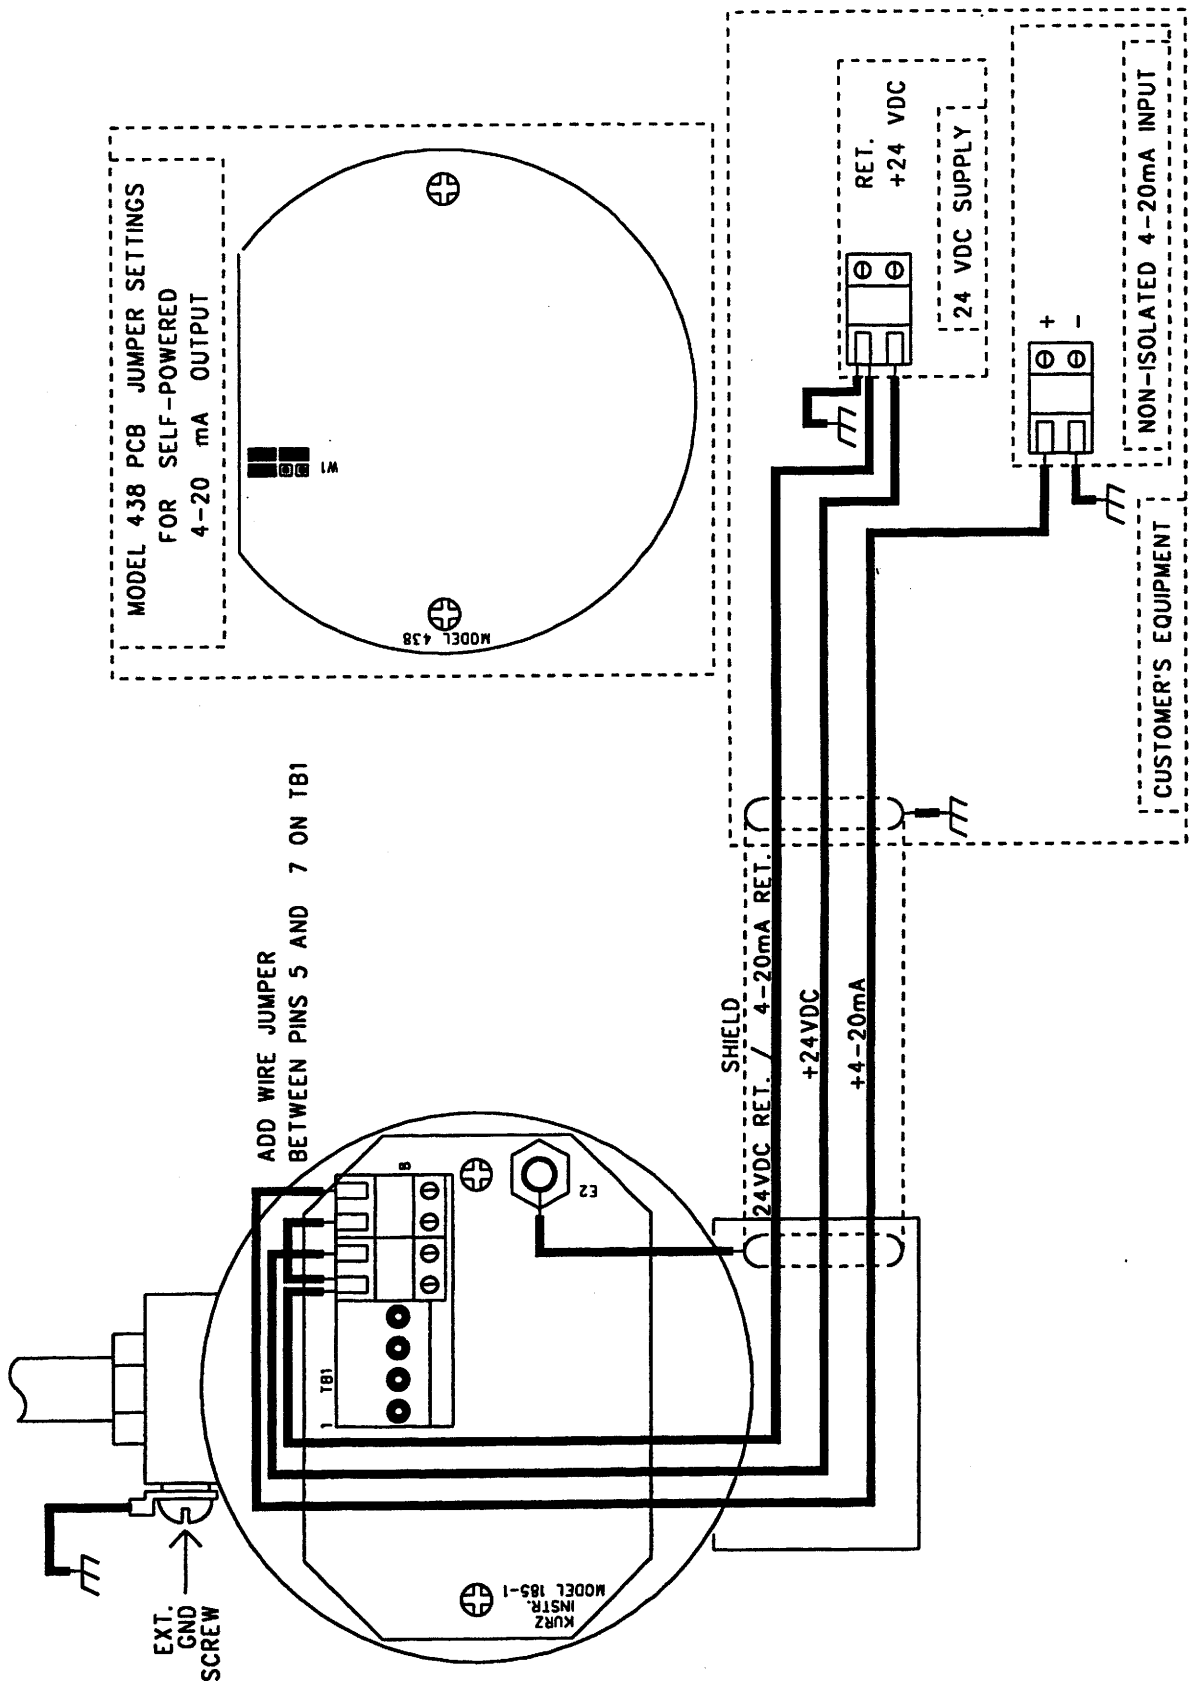 MODEL 438 PCB JUMPER SETTINGS
FOR SELF-POWERED
4-20 mA OUTPUT
W1
MODEL 438
ADD WIRE JUMPER
BETWEEN PINS 5 AND 7 ON TB1
EXT.
GND
SCREW
1
TB1
8
E2
KURZ
INSTR.
MODEL 185-1
SHIELD
24VDC RET. / 4-20mA RET.
+24VDC
+4-20mA
RET.
+24 VDC
24 VDC SUPPLY
+
-
NON-ISOLATED 4-20mA INPUT
CUSTOMER'S EQUIPMENT